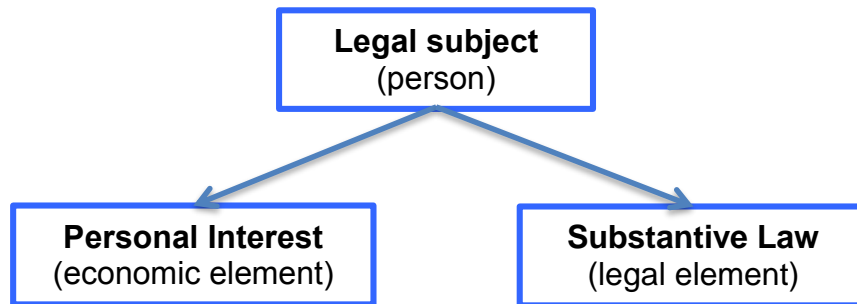 Legal subject
(person)
Personal Interest
(economic element)
Substantive Law
(legal element)